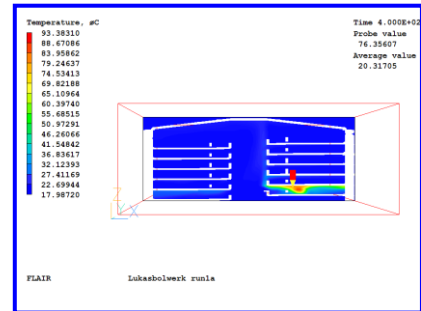 Temperature, øC
93.38310
88.67086
83.95862
79.24637
74.53413
69.82188
65.10964
60.39740
55.68515
50.97291
46.26066
41.54842
36.83617
32.12393
27.41169
22.69944
17.98720
Time 4.000E+02
Probe value
76.35607
Average value
20.31705
Z
Y X
FLAIR
Lukasbolwerk run1a